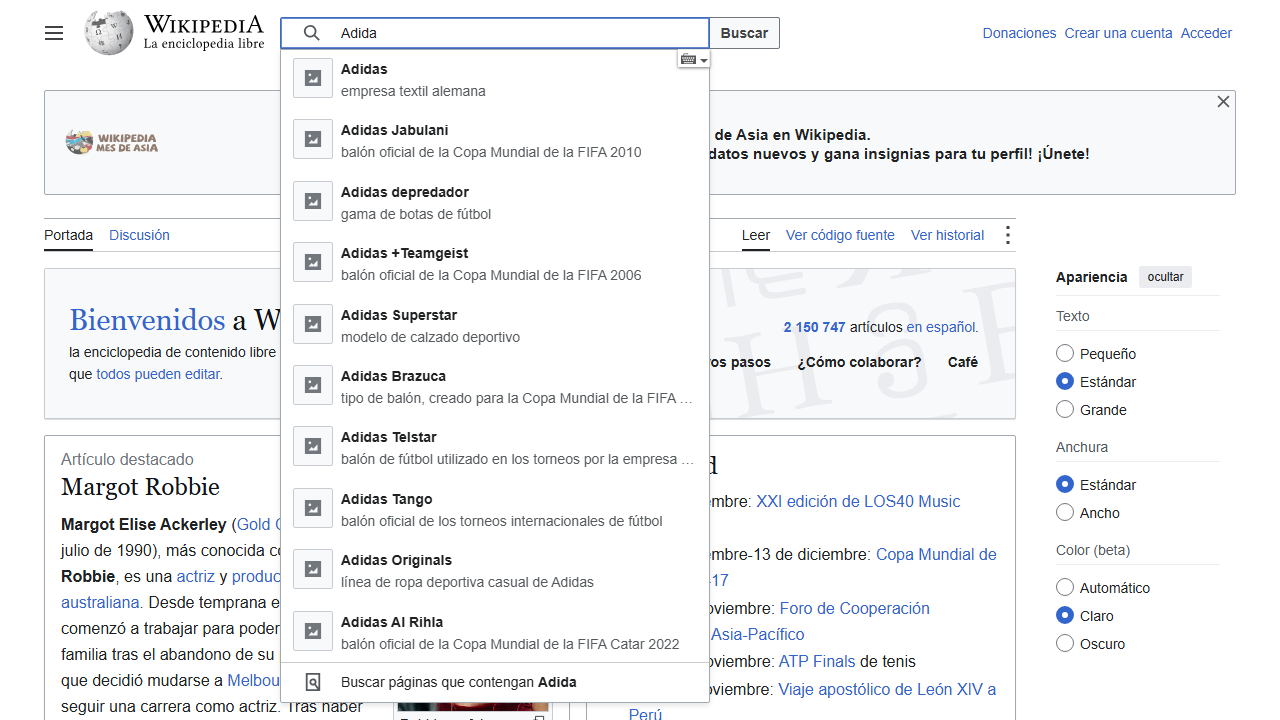 WIKIPEDIA
La enciclopedia libre
Adida
Buscar
Donaciones Crear una cuenta Acceder
WIKIPEDIA
MES DE ASIA
de Asia en Wikipedia.
datos nuevos y gana insignias para tu perfil! ¡Únete!
Adidas
empresa textil alemana
Adidas Jabulani
balón oficial de la Copa Mundial de la FIFA 2010
Adidas depredador
gama de botas de fútbol
Adidas +Teamgeist
balón oficial de la Copa Mundial de la FIFA 2006
Adidas Superstar
modelo de calzado deportivo
Adidas Brazuca
tipo de balón, creado para la Copa Mundial de la FIFA ...
Adidas Telstar
balón de fútbol utilizado en los torneos por la empresa ...
Adidas Tango
balón oficial de los torneos internacionales de fútbol
Adidas Originals
línea de ropa deportiva casual de Adidas
Adidas Al Rihla
balón oficial de la Copa Mundial de la FIFA Catar 2022
Buscar páginas que contengan Adida
Portada Discusión
Leer Ver código fuente Ver historial
Bienvenidos a W
la enciclopedia de contenido libre
que todos pueden editar.
2 150 747 artículos en español.
os pasos ¿Cómo colaborar? Café
Artículo destacado
Margot Robbie
Margot Elise Ackerley (Gold
julio de 1990), más conocida
Robbie, es una actriz y
australiana. Desde temprana
comenzó a trabajar para poder
familia tras el abandono de su
que decidió mudarse a
seguir una carrera como actriz. Tras haber
embre: XXI edición de LOS40 Music
embre-13 de diciembre: Copa Mundial de
-17
oviembre: Foro de Cooperación
Asia-Pacífico
oviembre: ATP Finals de tenis
oviembre: Viaje apostólico de León XIV a
Perú
Apariencia ocultar
Texto
Pequeño
Estándar
Grande
Anchura
Estándar
Ancho
Color (beta)
Automático
Claro
Oscuro